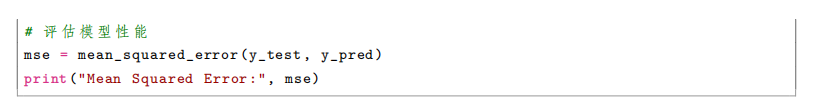 # 评估模型性能
mse = mean_squared_error(y_test, y_pred)
print("Mean Squared Error:", mse)